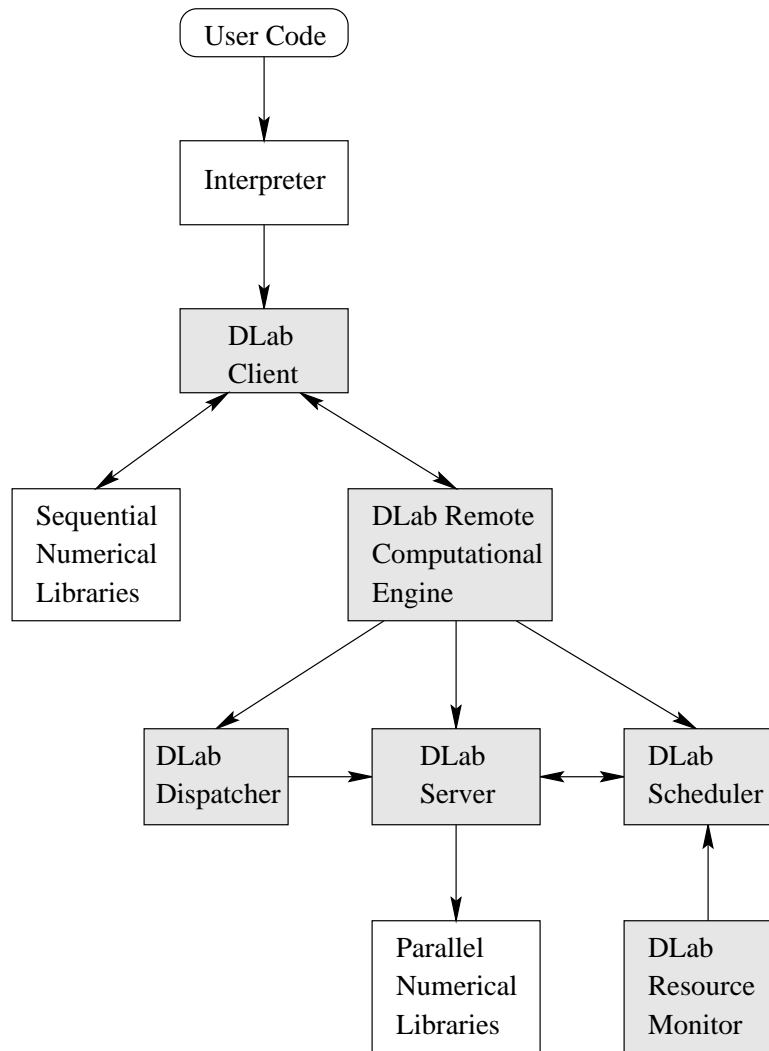 User Code
Interpreter
DLab
Client
Sequential
Numerical
Libraries
DLab Remote
Computational
Engine
DLab
Dispatcher
DLab
Server
DLab
Scheduler
Parallel
Numerical
Libraries
DLab
Resource
Monitor